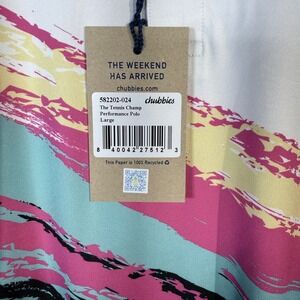 THE WEEKEND
HAS ARRIVED
chubbies.com
582202-024 chubbies
The Tennis Champ
Performance Polo
Large
8 40042 27512 3
This Paper is 100% Recycled